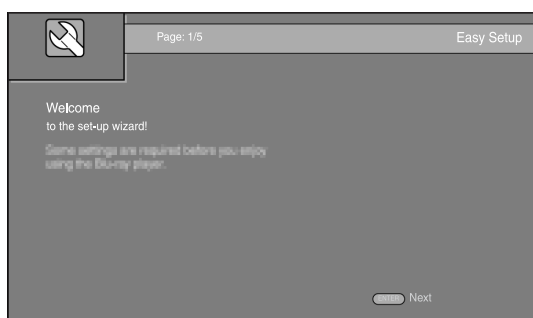 Page: 1/5
Easy Setup
Welcome
to the set-up wizard!
Some settings are required before you enjoy
using the Blu-ray player.
ENTER Next